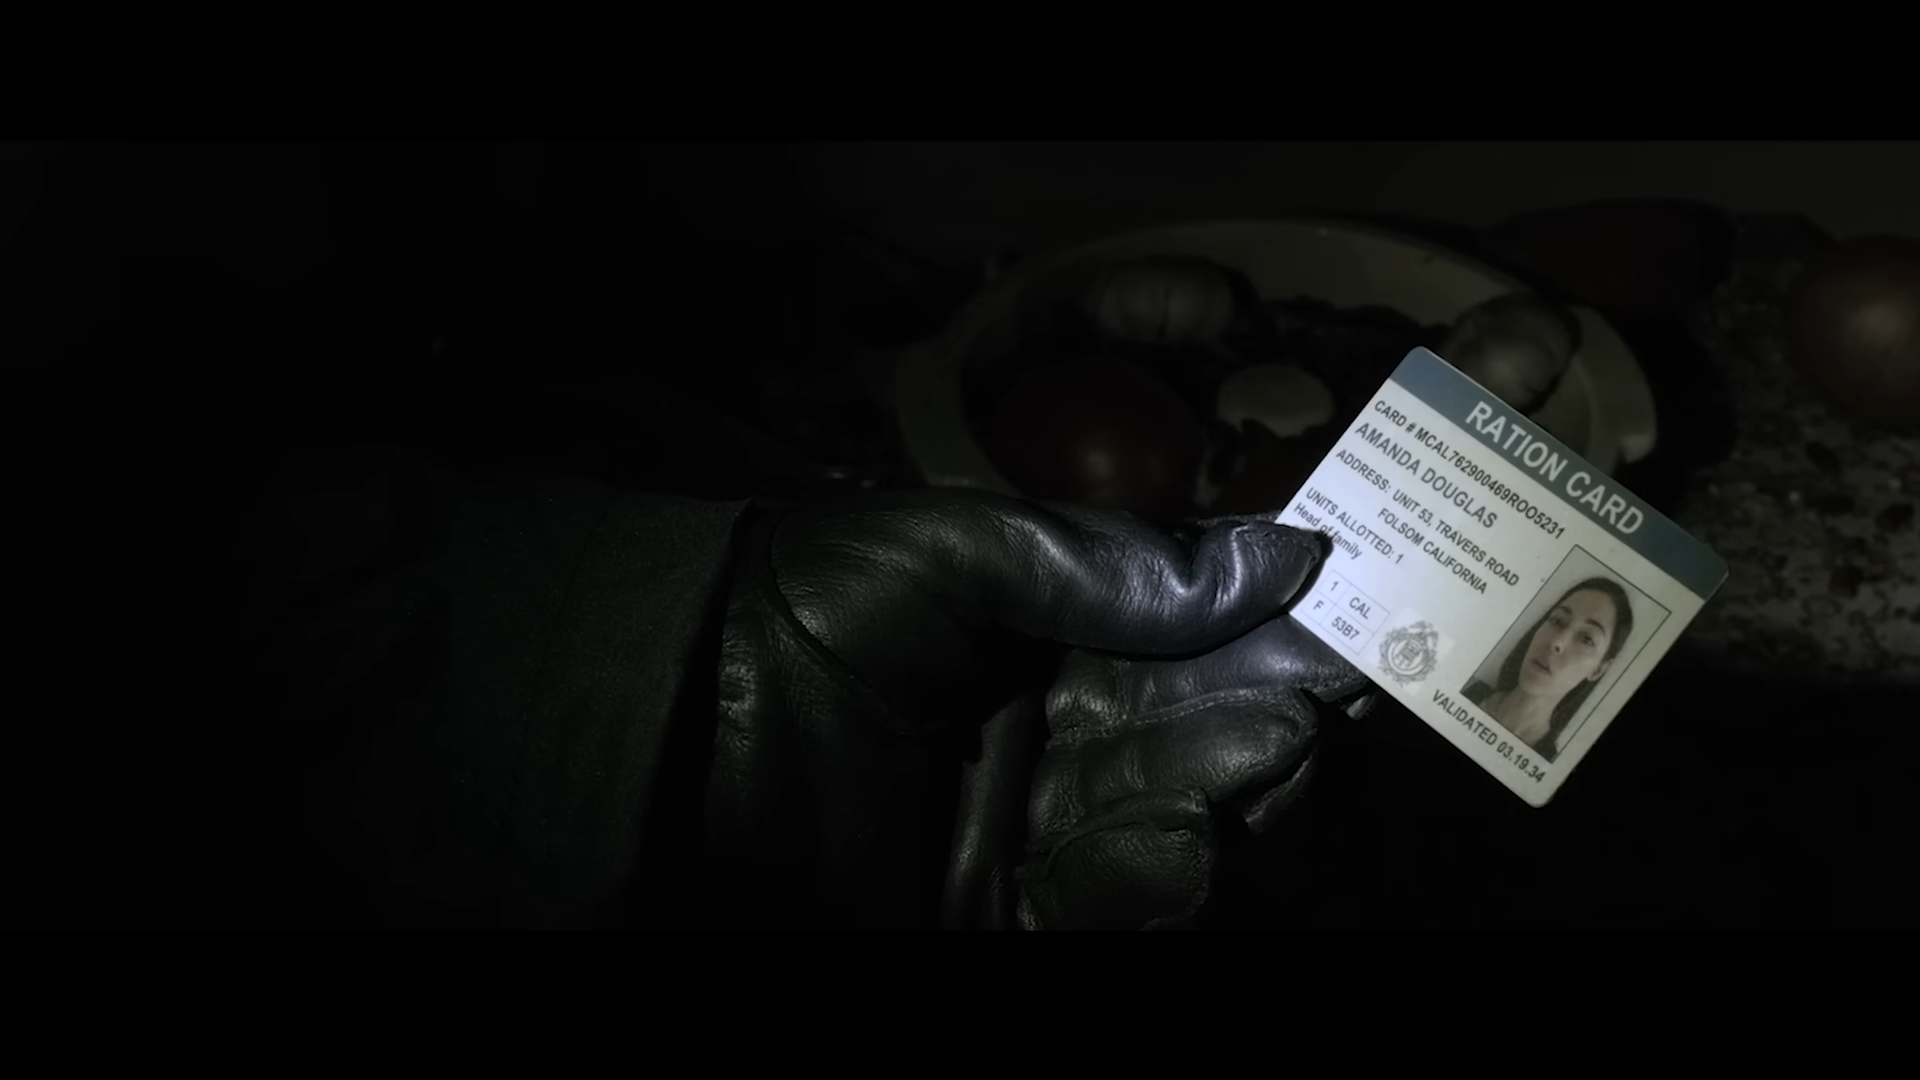 RATION CARD
CARD # MCAL762900469ROO5231
AMANDA DOUGLAS
ADDRESS: UNIT 53, TRAVERS ROAD
FOLSOM CALIFORNIA
UNITS ALLOTTED: 1
Head of family
1 CAL
F 53B7
VALIDATED 03.19.34